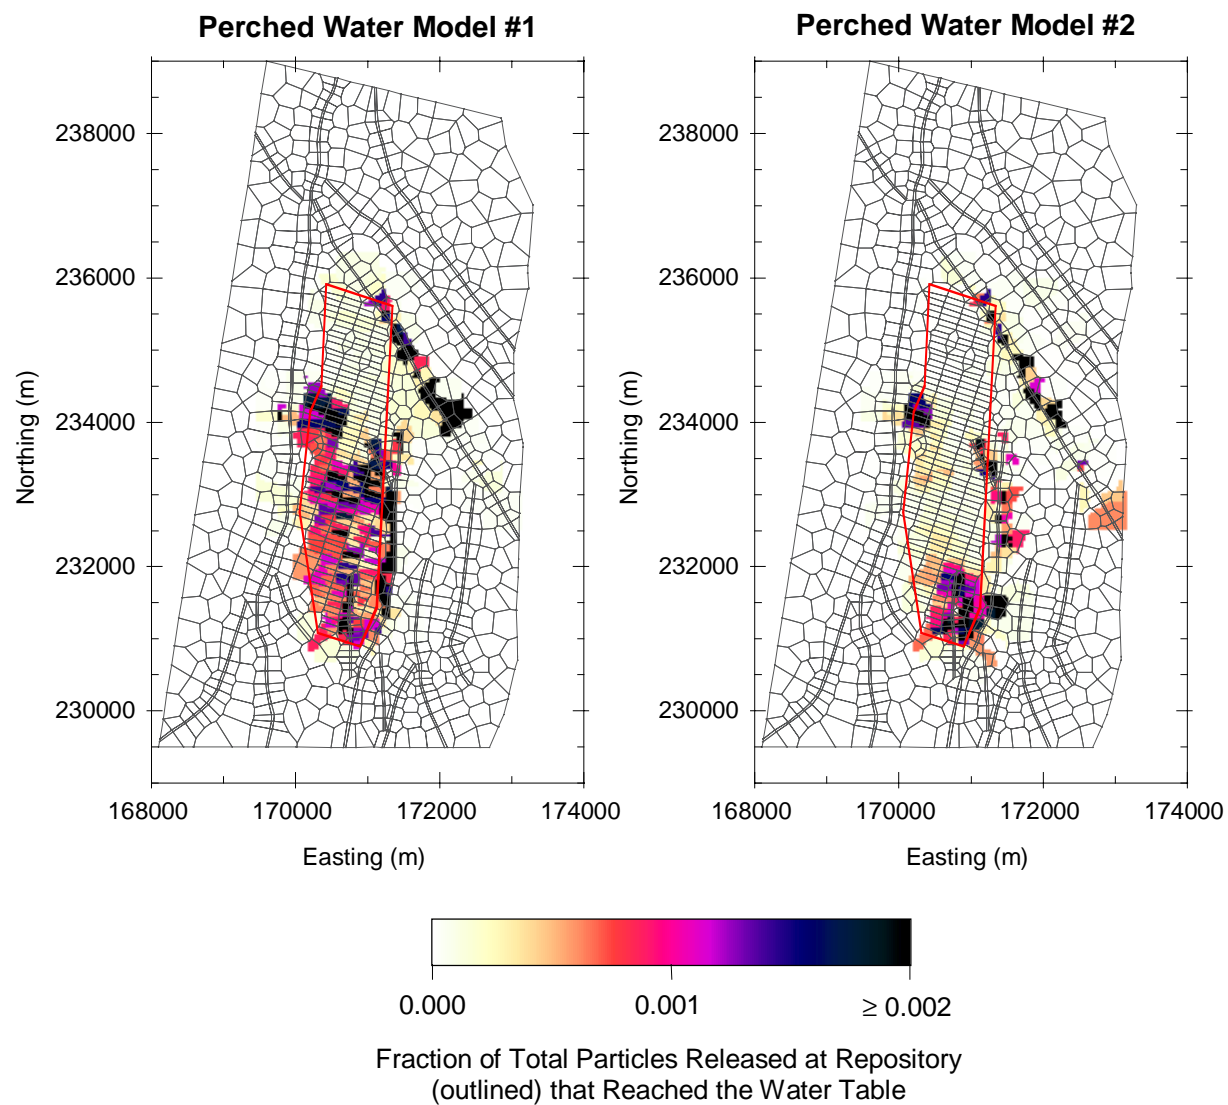 Perched Water Model #1
Perched Water Model #2
238000
236000
234000
232000
230000
Northing (m)
168000 170000 172000 174000
Easting (m)
238000
236000
234000
232000
230000
Northing (m)
168000 170000 172000 174000
Easting (m)
0.000 0.001 ≥ 0.002
Fraction of Total Particles Released at Repository
(outlined) that Reached the Water Table